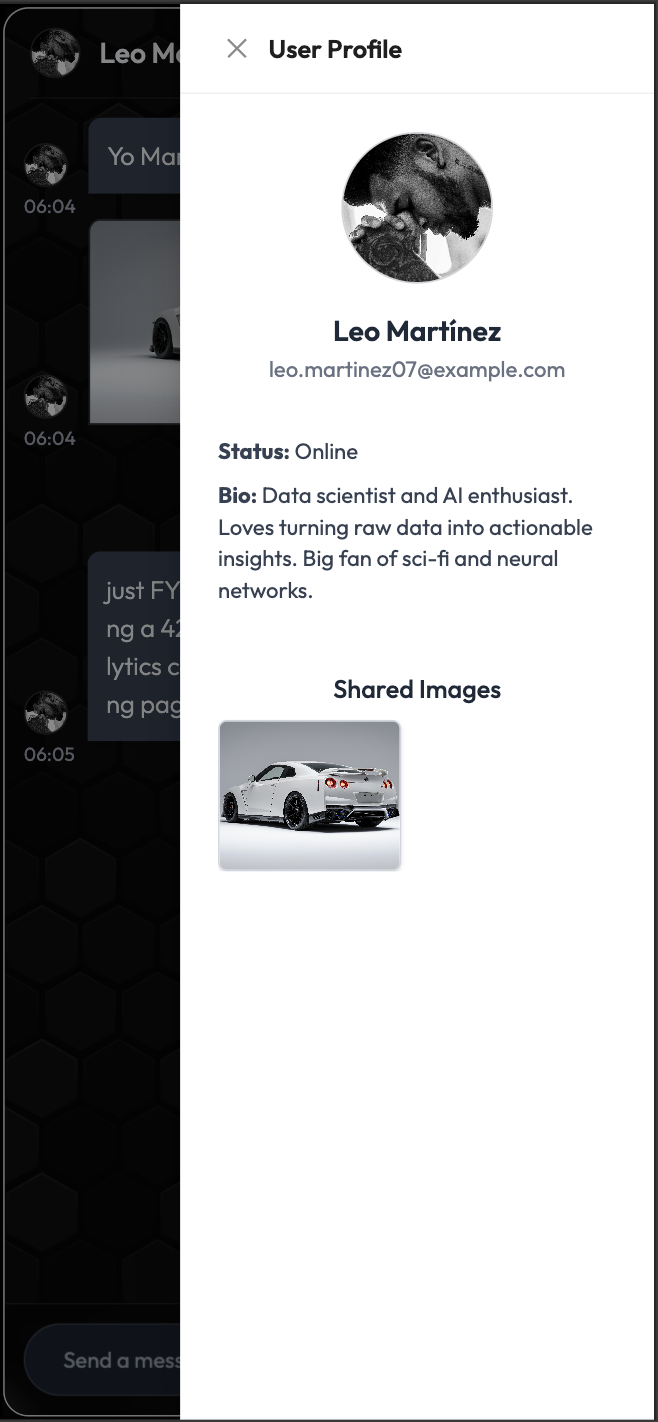 Leo M
User Profile
Yo Mar
06:04
Leo Martínez
leo.martinez07@example.com
06:04
Status: Online
Bio: Data scientist and AI enthusiast.
Loves turning raw data into actionable
insights. Big fan of sci-fi and neural
networks.
just FY
ng a 42
lytics c
ng pag
06:05
Shared Images
Send a mess